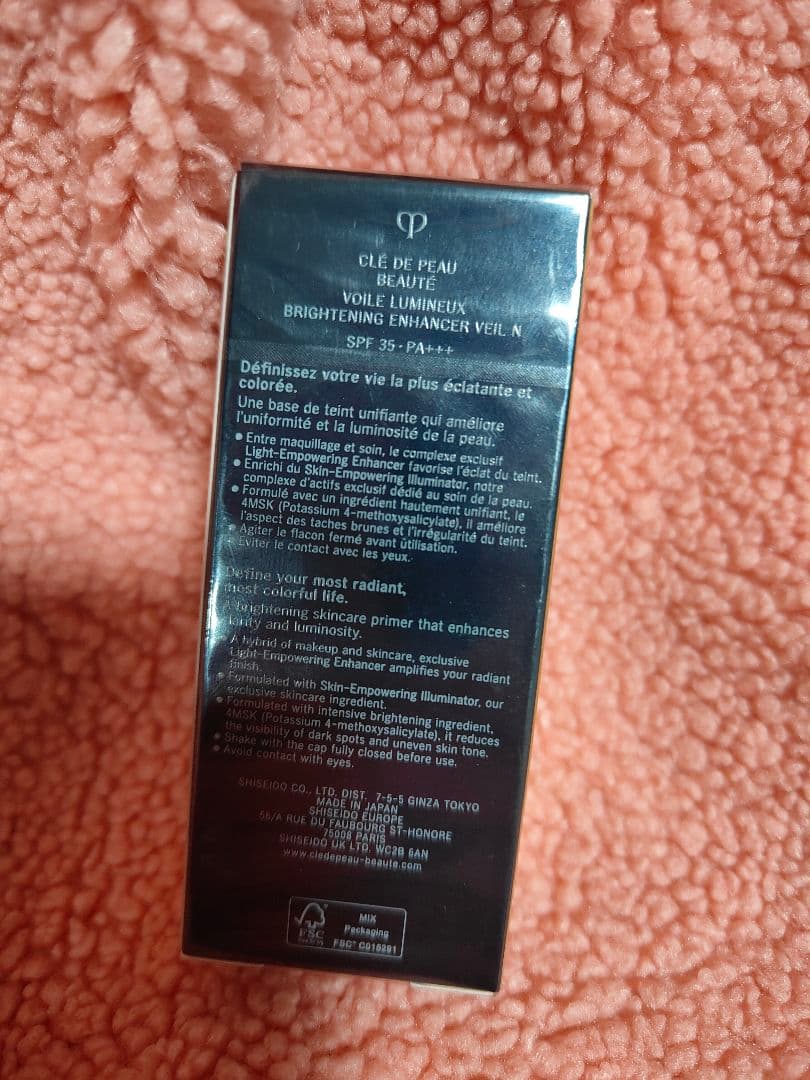 CLÉ DE PEAU
BEAUTÉ
VOILE LUMINEUX
BRIGHTENING ENHANCER VEIL N
SPF 35 · PA+++
Définissez votre vie la plus éclatante et
colorée.
Une base de teint unifiante qui améliore
l'uniformité et la luminosité de la peau.
● Entre maquillage et soin, le complexe exclusif
Light-Empowering Enhancer favorise l'éclat du teint.
● Enrichi du Skin-Empowering Illuminator, notre
complexe d'actifs exclusif dédié au soin de la peau.
● Formulé avec un ingrédient hautement unifiant, le
4MSK (Potassium 4-methoxysalicylate), il améliore
l'aspect des taches brunes et l'irrégularité du teint.
● Agiter le flacon fermé avant utilisation.
● Éviter le contact avec les yeux.
Define your most radiant,
most colorful life.
A brightening skincare primer that enhances
clarity and luminosity.
● A hybrid of makeup and skincare, exclusive
Light-Empowering Enhancer amplifies your radiant
finish.
● Formulated with Skin-Empowering Illuminator, our
exclusive skincare ingredient.
● Formulated with intensive brightening ingredient,
4MSK (Potassium 4-methoxysalicylate), it reduces
the visibility of dark spots and uneven skin tone.
● Shake with the cap fully closed before use.
● Avoid contact with eyes.
SHISEIDO CO., LTD. DIST. 7-5-5 GINZA TOKYO
MADE IN JAPAN
SHISEIDO EUROPE
56/A RUE DU FAUBOURG ST-HONORE
75008 PARIS
SHISEIDO UK LTD. WC2B 6AN
www.cledepeau-beaute.com
FSC
MIX
Packaging
FSC® C015291